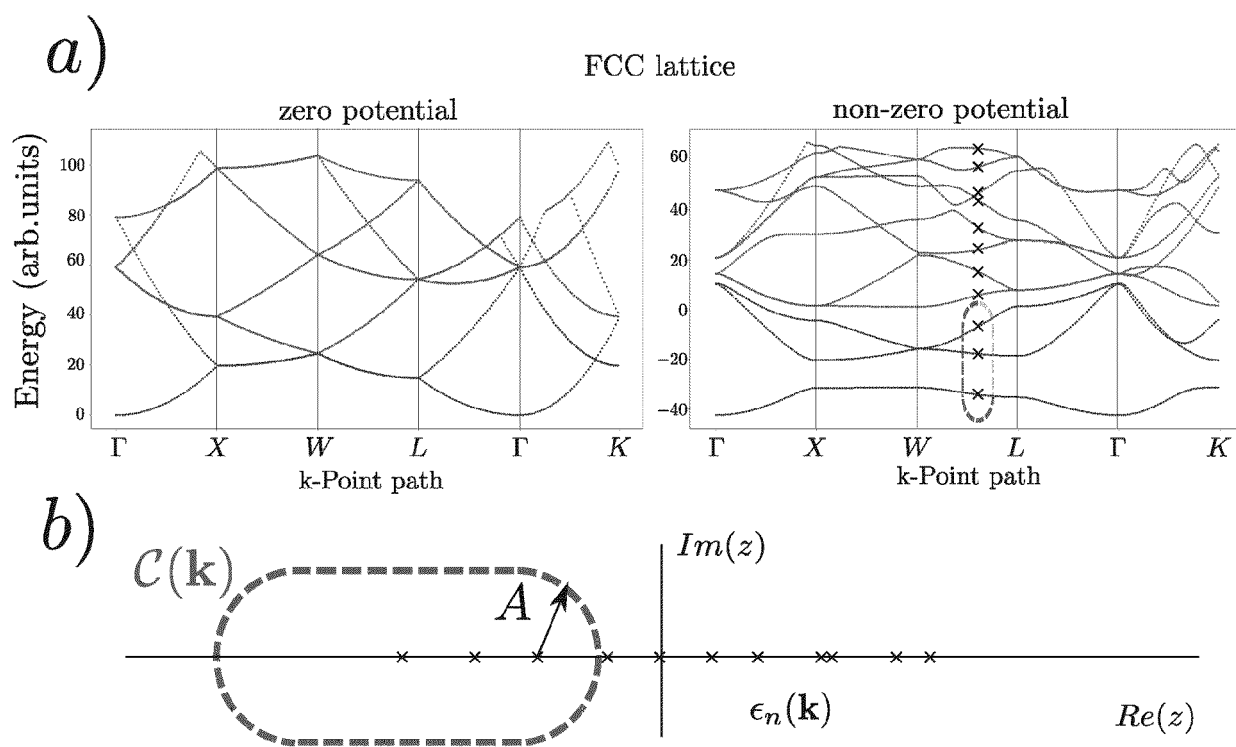 a)
FCC lattice
zero potential
non-zero potential
Energy (arb.units)
100
80
60
40
20
0
60
40
20
0
−20
−40
Γ X W L Γ K
Γ X W L Γ K
k-Point path
k-Point path
b)
C(k)
A
Im(z)
ϵn(k)
Re(z)